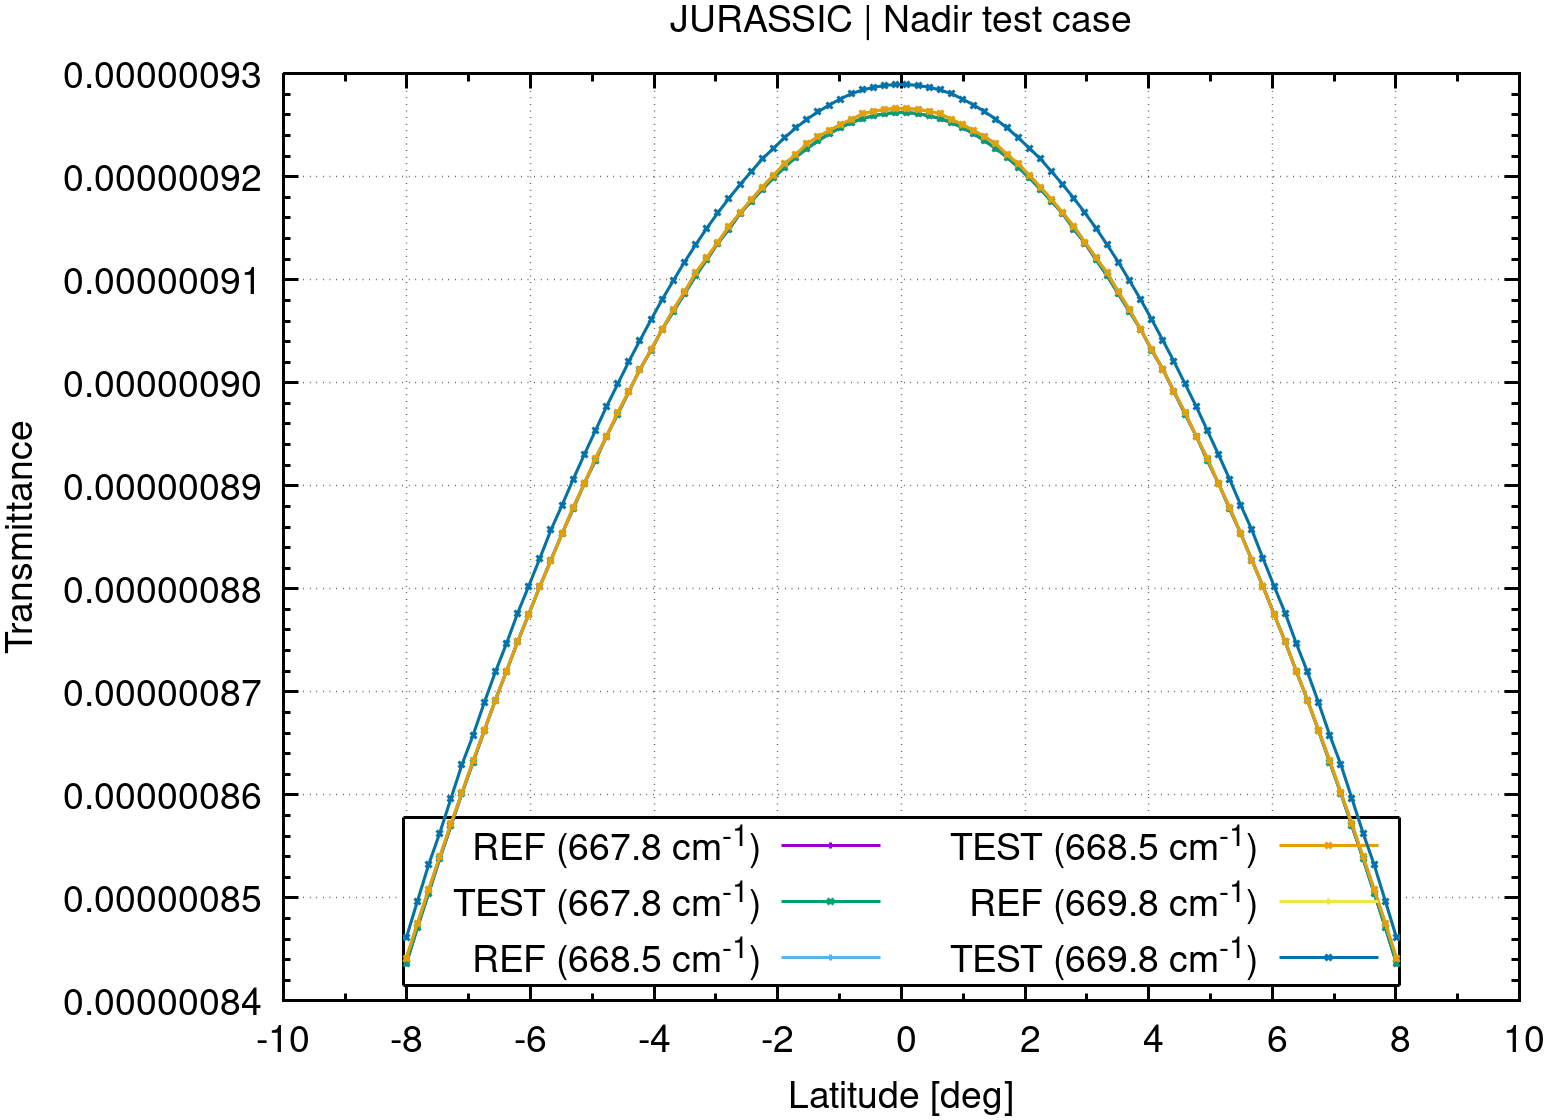 JURASSIC | Nadir test case
0.00000093
0.00000092
0.00000091
0.00000090
0.00000089
0.00000088
0.00000087
0.00000086
0.00000085
0.00000084
Transmittance
REF (667.8 cm-1)
TEST (667.8 cm-1)
REF (668.5 cm-1)
TEST (668.5 cm-1)
REF (669.8 cm-1)
TEST (669.8 cm-1)
-10 -8 -6 -4 -2 0 2 4 6 8 10
Latitude [deg]